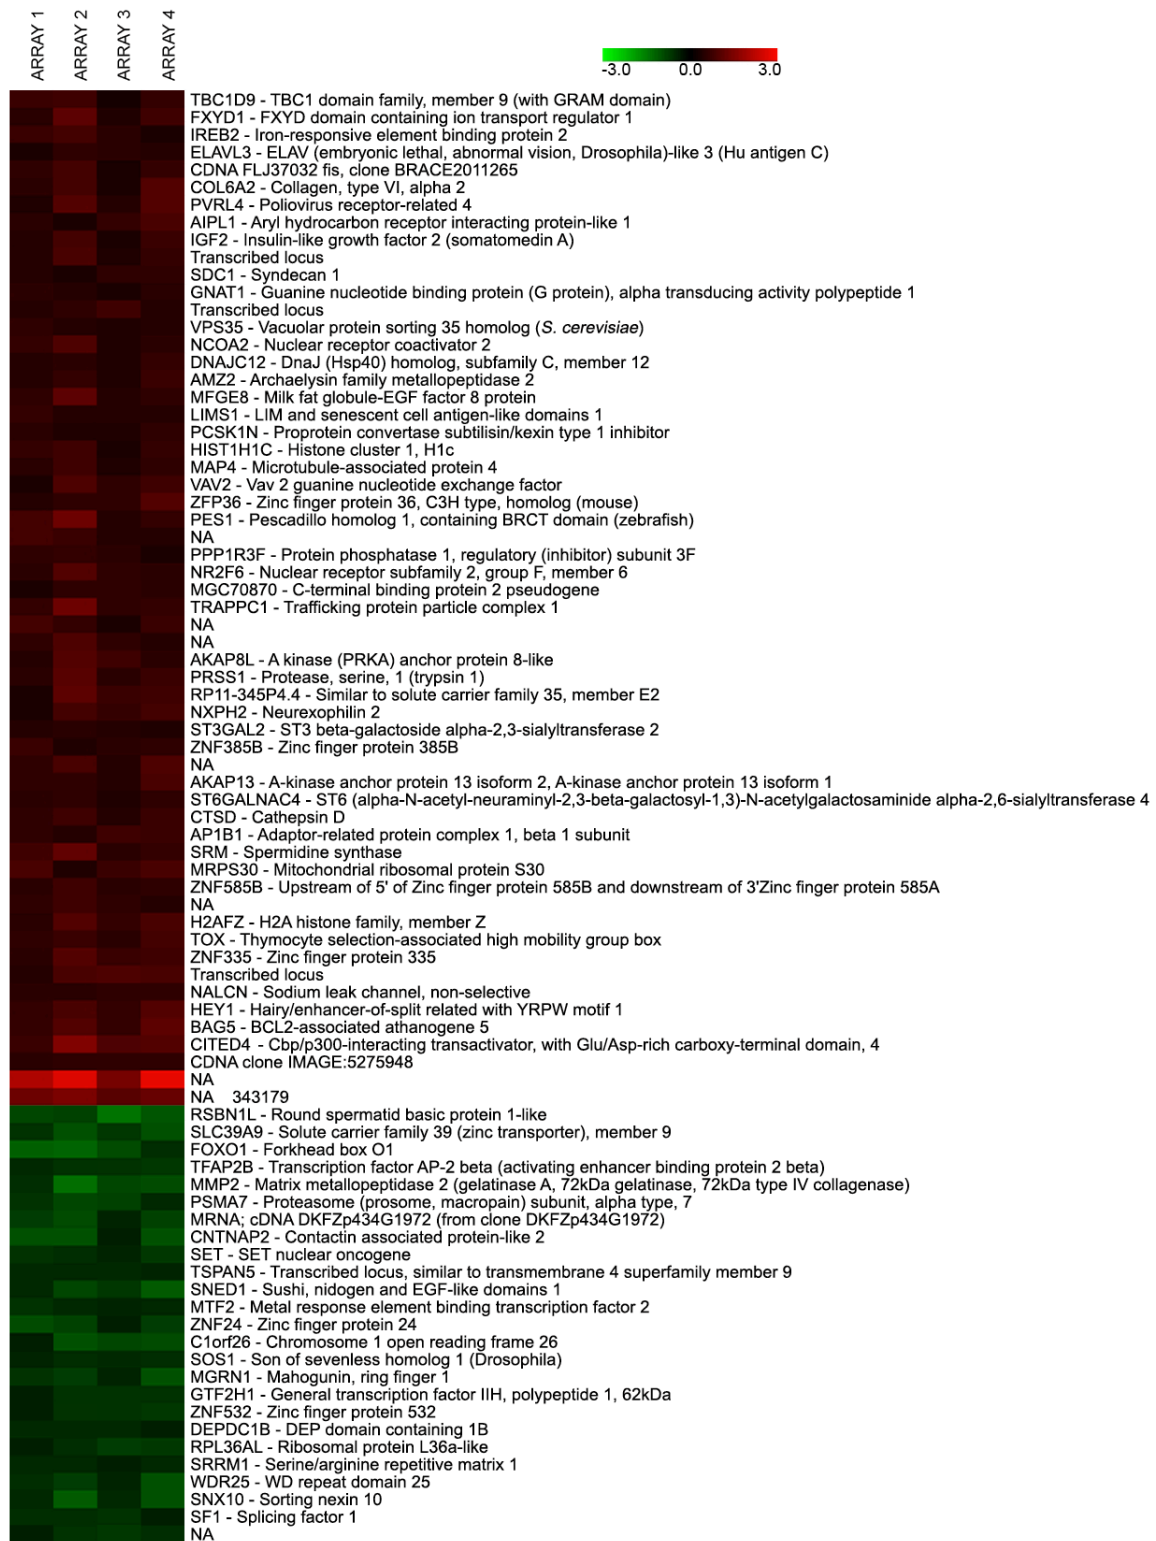 ARRAY 1
ARRAY 2
ARRAY 3
ARRAY 4
-3.0 0.0 3.0
TBC1D9 - TBC1 domain family, member 9 (with GRAM domain)
FXYD1 - FXYD domain containing ion transport regulator 1
IREB2 - Iron-responsive element binding protein 2
ELAVL3 - ELAV (embryonic lethal, abnormal vision, Drosophila)-like 3 (Hu antigen C)
CDNA FLJ37032 fis, clone BRACE2011265
COL6A2 - Collagen, type VI, alpha 2
PVRL4 - Poliovirus receptor-related 4
AIPL1 - Aryl hydrocarbon receptor interacting protein-like 1
IGF2 - Insulin-like growth factor 2 (somatomedin A)
Transcribed locus
SDC1 - Syndecan 1
GNAT1 - Guanine nucleotide binding protein (G protein), alpha transducing activity polypeptide 1
Transcribed locus
VPS35 - Vacuolar protein sorting 35 homolog (S. cerevisiae)
NCOA2 - Nuclear receptor coactivator 2
DNAJC12 - DnaJ (Hsp40) homolog, subfamily C, member 12
AMZ2 - Archaelysin family metallopeptidase 2
MFGE8 - Milk fat globule-EGF factor 8 protein
LIMS1 - LIM and senescent cell antigen-like domains 1
PCSK1N - Proprotein convertase subtilisin/kexin type 1 inhibitor
HIST1H1C - Histone cluster 1, H1c
MAP4 - Microtubule-associated protein 4
VAV2 - Vav 2 guanine nucleotide exchange factor
ZFP36 - Zinc finger protein 36, C3H type, homolog (mouse)
PES1 - Pescadillo homolog 1, containing BRCT domain (zebrafish)
NA
PPP1R3F - Protein phosphatase 1, regulatory (inhibitor) subunit 3F
NR2F6 - Nuclear receptor subfamily 2, group F, member 6
MGC70870 - C-terminal binding protein 2 pseudogene
TRAPPC1 - Trafficking protein particle complex 1
NA
NA
AKAP8L - A kinase (PRKA) anchor protein 8-like
PRSS1 - Protease, serine, 1 (trypsin 1)
RP11-345P4.4 - Similar to solute carrier family 35, member E2
NXPH2 - Neurexophilin 2
ST3GAL2 - ST3 beta-galactoside alpha-2,3-sialyltransferase 2
ZNF385B - Zinc finger protein 385B
NA
AKAP13 - A-kinase anchor protein 13 isoform 2, A-kinase anchor protein 13 isoform 1
ST6GALNAC4 - ST6 (alpha-N-acetyl-neuraminyl-2,3-beta-galactosyl-1,3)-N-acetylgalactosaminide alpha-2,6-sialyltransferase 4
CTSD - Cathepsin D
AP1B1 - Adaptor-related protein complex 1, beta 1 subunit
SRM - Spermidine synthase
MRPS30 - Mitochondrial ribosomal protein S30
ZNF585B - Upstream of 5' of Zinc finger protein 585B and downstream of 3'Zinc finger protein 585A
NA
H2AFZ - H2A histone family, member Z
TOX - Thymocyte selection-associated high mobility group box
ZNF335 - Zinc finger protein 335
Transcribed locus
NALCN - Sodium leak channel, non-selective
HEY1 - Hairy/enhancer-of-split related with YRPW motif 1
BAG5 - BCL2-associated athanogene 5
CITED4 - Cbp/p300-interacting transactivator, with Glu/Asp-rich carboxy-terminal domain, 4
CDNA clone IMAGE:5275948
NA
NA 343179
RSBN1L - Round spermatid basic protein 1-like
SLC39A9 - Solute carrier family 39 (zinc transporter), member 9
FOXO1 - Forkhead box O1
TFAP2B - Transcription factor AP-2 beta (activating enhancer binding protein 2 beta)
MMP2 - Matrix metallopeptidase 2 (gelatinase A, 72kDa gelatinase, 72kDa type IV collagenase)
PSMA7 - Proteasome (prosome, macropain) subunit, alpha type, 7
MRNA; cDNA DKFZp434G1972 (from clone DKFZp434G1972)
CNTNAP2 - Contactin associated protein-like 2
SET - SET nuclear oncogene
TSPAN5 - Transcribed locus, similar to transmembrane 4 superfamily member 9
SNED1 - Sushi, nidogen and EGF-like domains 1
MTF2 - Metal response element binding transcription factor 2
ZNF24 - Zinc finger protein 24
C1orf26 - Chromosome 1 open reading frame 26
SOS1 - Son of sevenless homolog 1 (Drosophila)
MGRN1 - Mahogunin, ring finger 1
GTF2H1 - General transcription factor IIH, polypeptide 1, 62kDa
ZNF532 - Zinc finger protein 532
DEPDC1B - DEP domain containing 1B
RPL36AL - Ribosomal protein L36a-like
SRRM1 - Serine/arginine repetitive matrix 1
WDR25 - WD repeat domain 25
SNX10 - Sorting nexin 10
SF1 - Splicing factor 1
NA